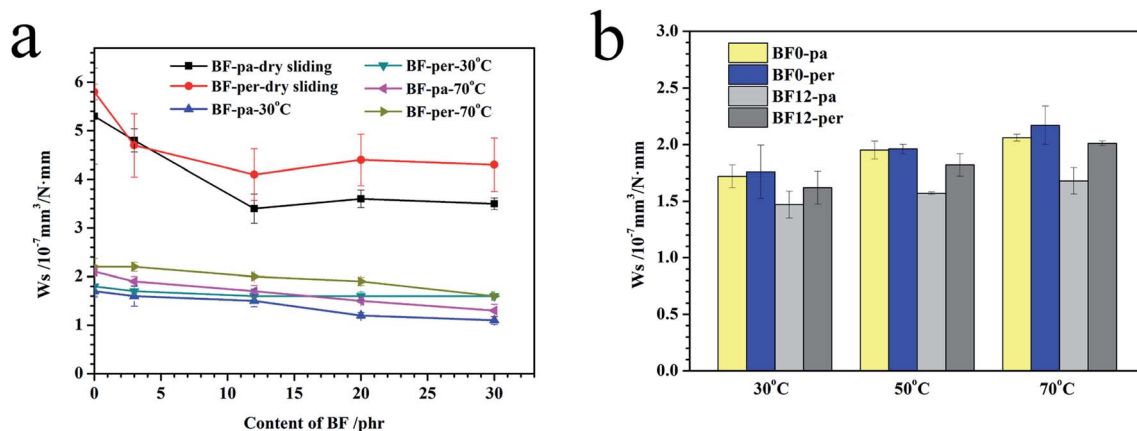 a
BF-pa-dry sliding
BF-per-dry sliding
BF-pa-30°C
BF-per-30°C
BF-pa-70°C
BF-per-70°C
6
5
4
3
2
1
0
0 5 10 15 20 25 30
Ws /10⁻⁷mm³/N·mm
Content of BF /phr
b
BF0-pa
BF0-per
BF12-pa
BF12-per
3.0
2.5
2.0
1.5
1.0
0.5
0.0
30°C 50°C 70°C
Ws /10⁻⁷mm³/N·mm